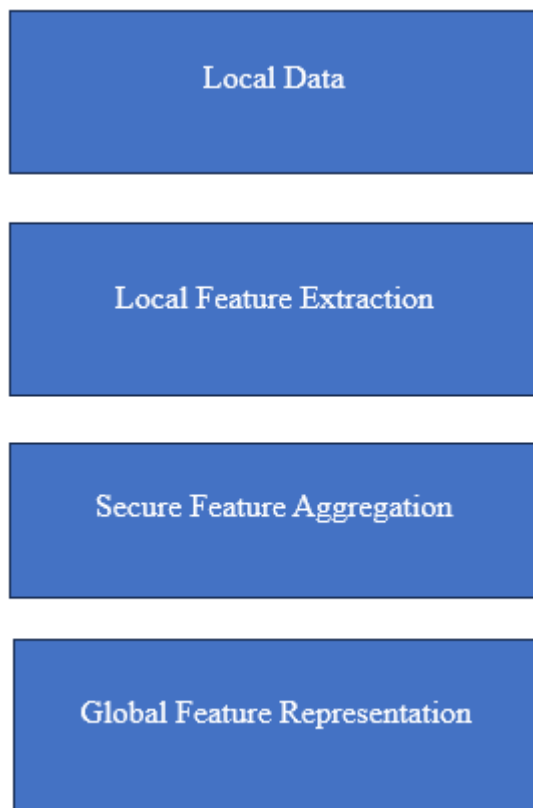 Local Data
Local Feature Extraction
Secure Feature Aggregation
Global Feature Representation